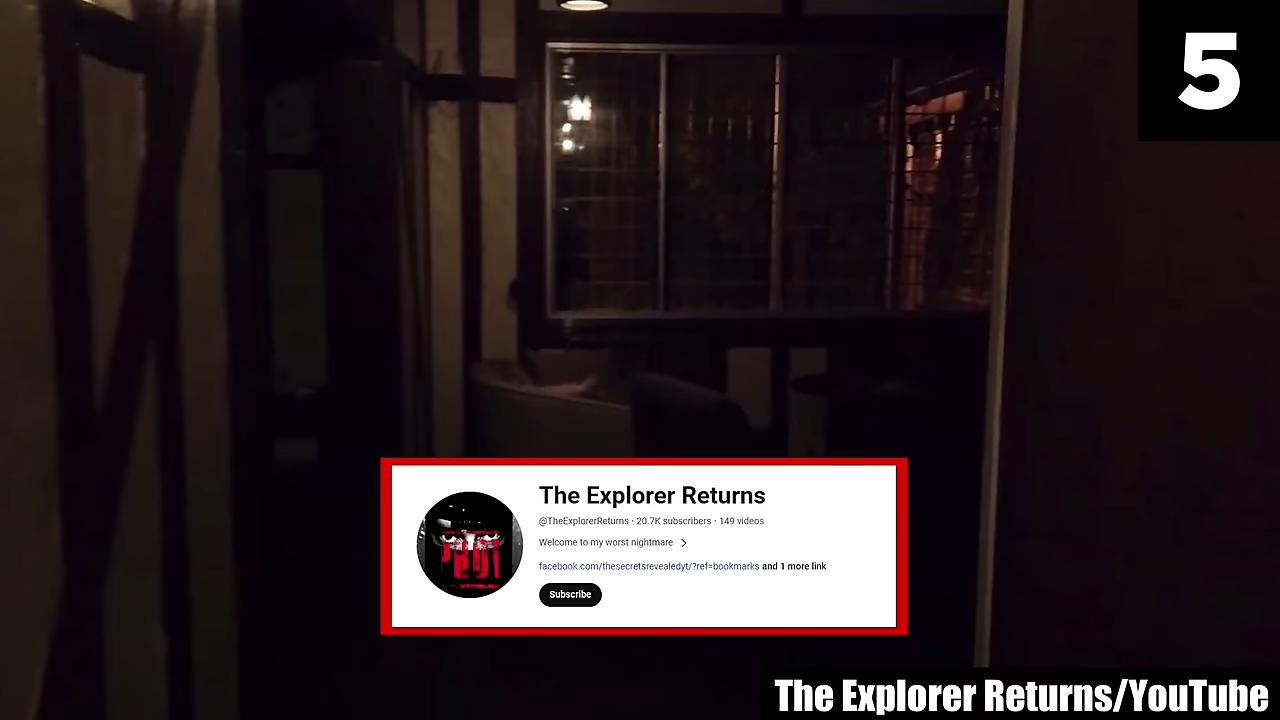 5
The Explorer Returns
@TheExplorerReturns · 20.7K subscribers · 149 videos
Welcome to my worst nightmare
facebook.com/thesecretsrevealedyt/?ref=bookmarks and 1 more link
Subscribe
The Explorer Returns/YouTube